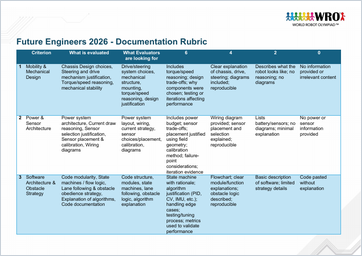 WRO
WORLD ROBOT OLYMPIAD™
Future Engineers 2026 - Documentation Rubric
Criterion What is evaluated What Evaluators are looking for 6 4 2 0
1 Mobility & Mechanical Design
Chassis Design choices, Steering and drive mechanism justification, Torque/speed reasoning, mechanical stability
Drive/steering system choices, mechanical structure, mounting, torque/speed reasoning, design justification
Includes torque/speed reasoning; design trade-offs; why components were chosen; testing or iterations affecting performance
Clear explanation of chassis, drive, steering; diagrams included; reproducible
Describes what the robot looks like; no reasoning; no diagrams
No information provided or irrelevant content
2 Power & Sensor Architecture
Power system architecture, Current draw reasoning, Sensor selection justification, Sensor placement & calibration, Wiring diagrams
Power system layout, wiring, current strategy, sensor choices/placement, calibration, diagrams
Includes power budget, sensor trade-offs; placement justified using field geometry; calibration method; failure-point considerations; iteration evidence
Wiring diagram provided, sensor placement and selection explained; reproducible
Lists battery/sensors; no diagrams; minimal explanation
No power or sensor information provided
3 Software Architecture & Obstacle Strategy
Code modularity, State machines / flow logic, Lane following & obstacle obedience strategy, Explanation of algorithms, Code documentation
Code structure, modules, state machines, lane following, obstacle logic, algorithm explanation
State machine with rationale; algorithm justification (PID, CV, IMU, etc.); handling edge cases; testing/tuning process; metrics used to validate performance
Flowchart; clear module/function explanations; obstacle logic described; reproducible
Basic description of software; limited strategy details
Code pasted without explanation